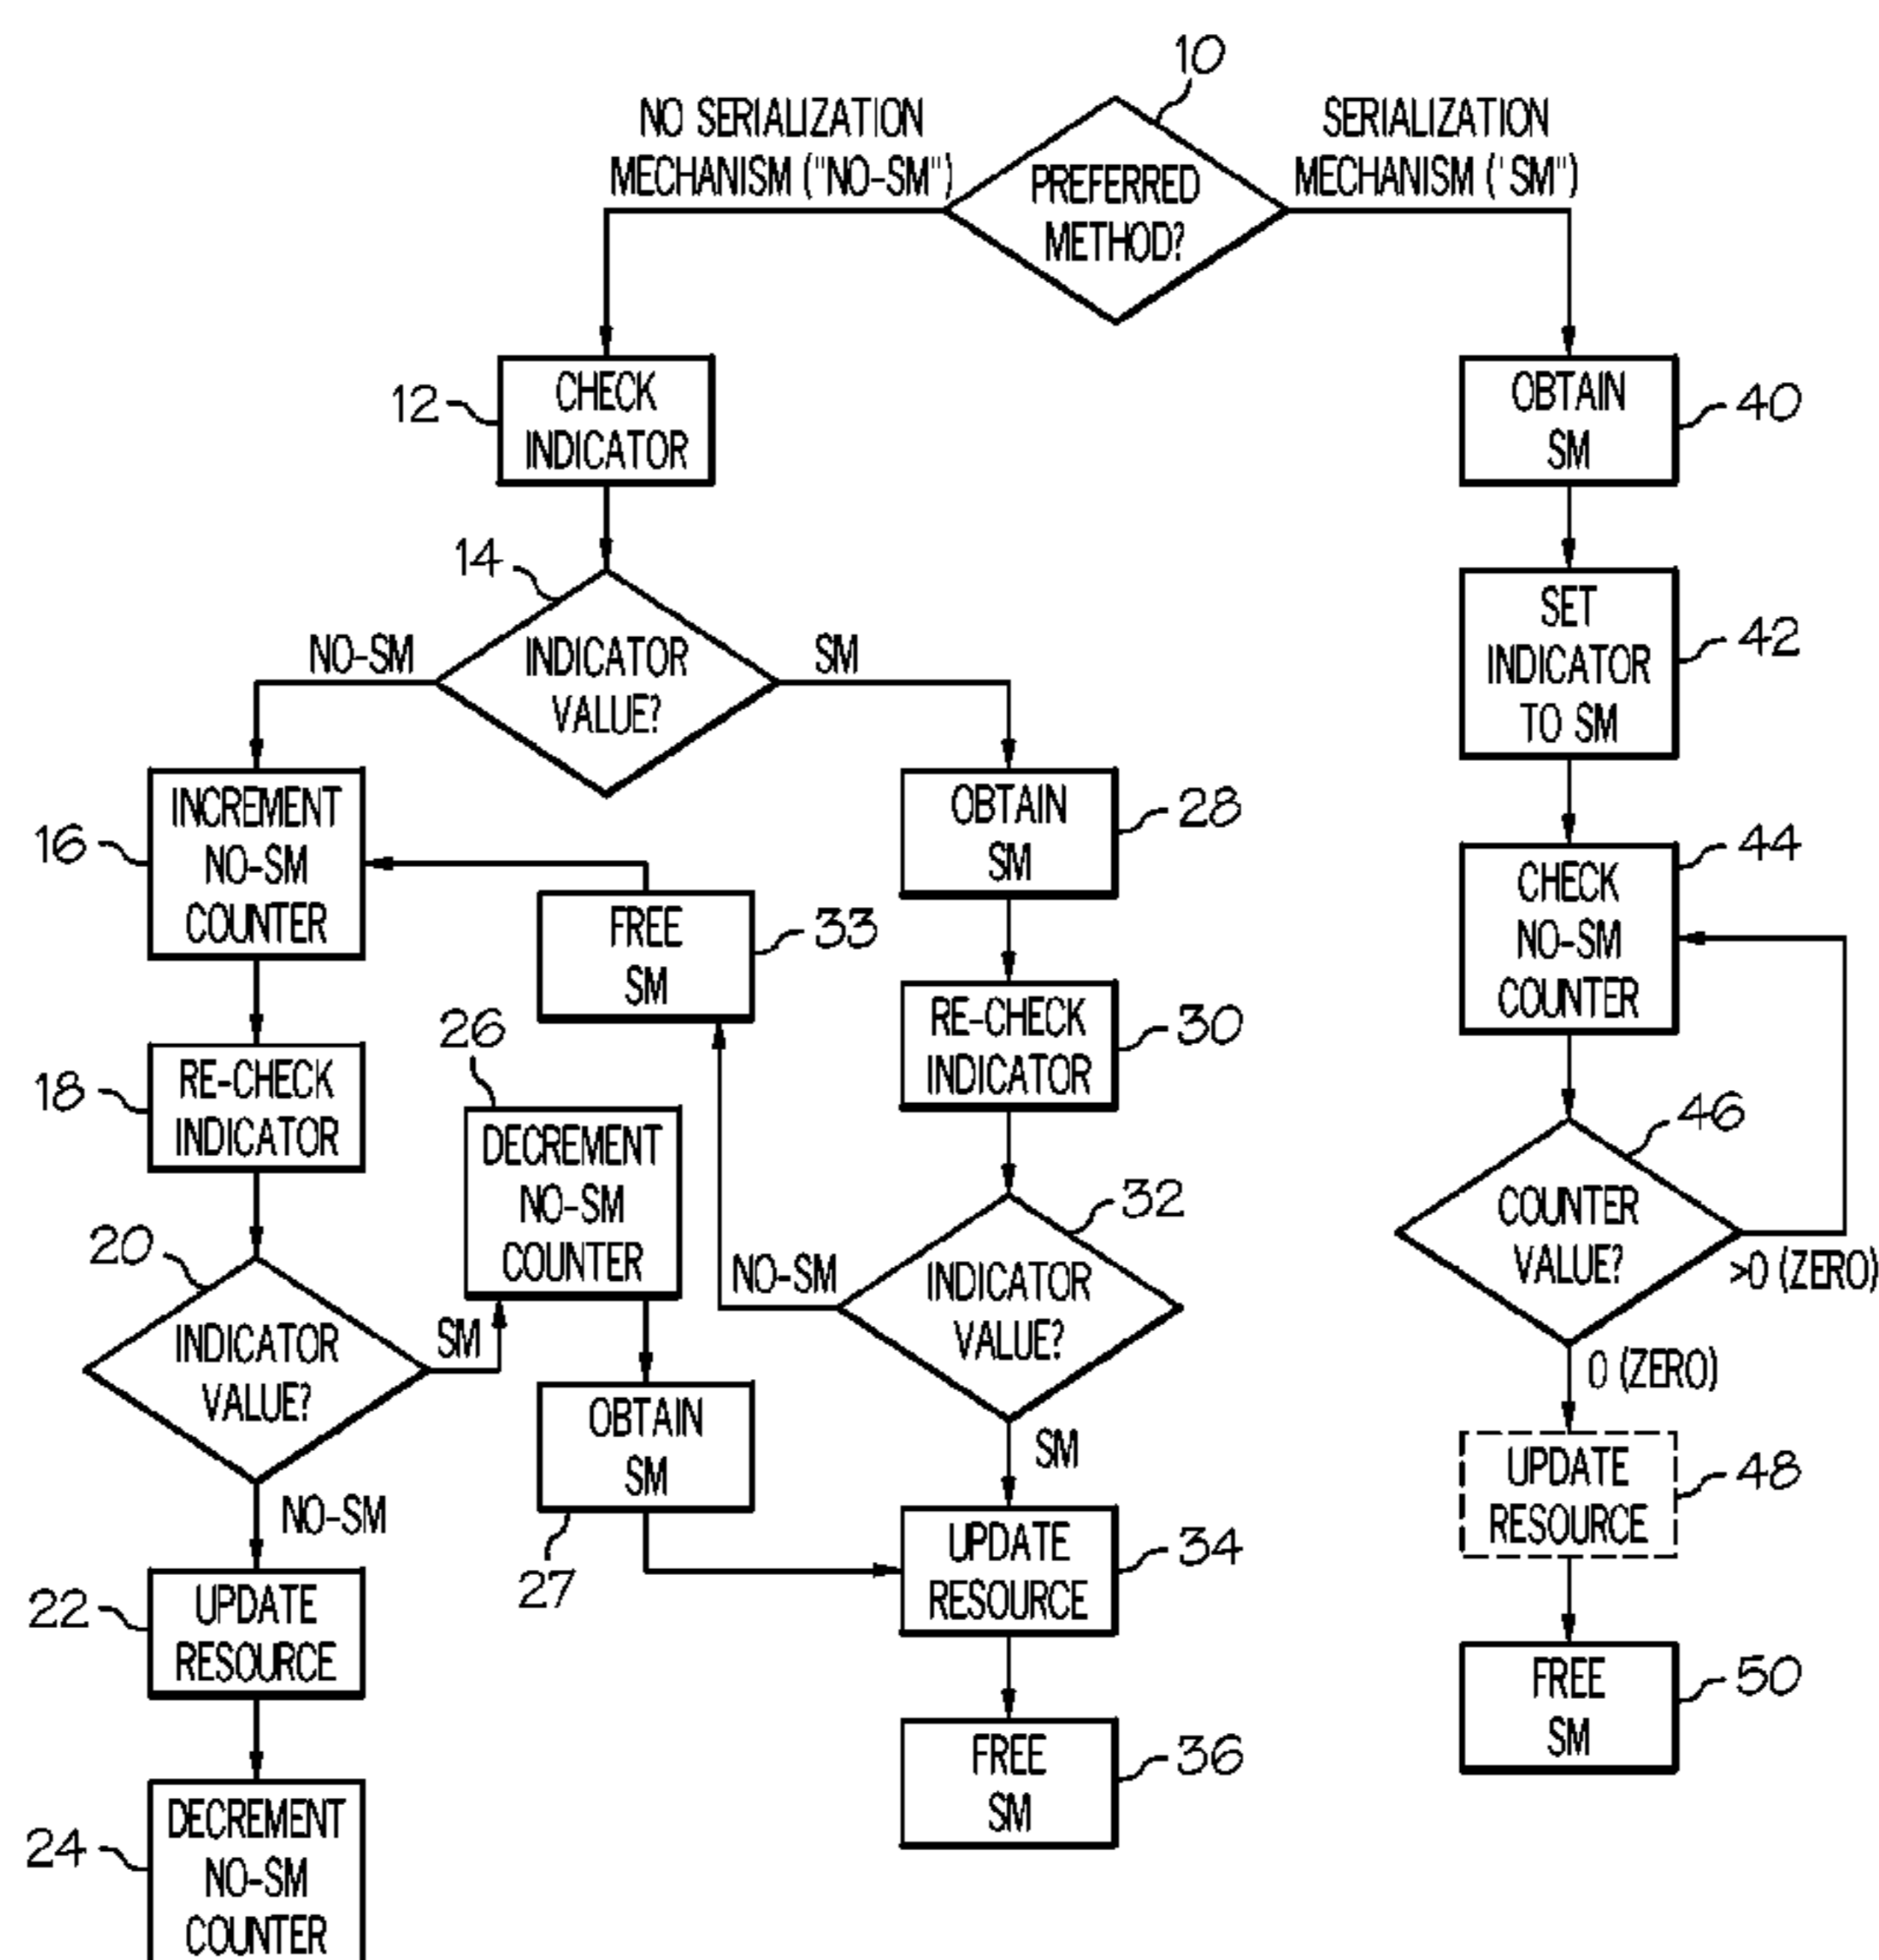 10
NO SERIALIZATION
MECHANISM ("NO-SM")
PREFERRED
METHOD?
SERIALIZATION
MECHANISM ("SM")
12
CHECK
INDICATOR
OBTAIN
SM
40
14
NO-SM
INDICATOR
VALUE?
SM
SET
INDICATOR
TO SM
42
16
INCREMENT
NO-SM
COUNTER
OBTAIN
SM
28
CHECK
NO-SM
COUNTER
44
FREE
SM
33
18
RE-CHECK
INDICATOR
26
DECREMENT
NO-SM
COUNTER
RE-CHECK
INDICATOR
30
46
COUNTER
VALUE?
>0 (ZERO)
0 (ZERO)
20
INDICATOR
VALUE?
SM
NO-SM
NO-SM
INDICATOR
VALUE?
32
SM
OBTAIN
SM
27
UPDATE
RESOURCE
48
22
UPDATE
RESOURCE
UPDATE
RESOURCE
34
FREE
SM
50
24
DECREMENT
NO-SM
COUNTER
FREE
SM
36